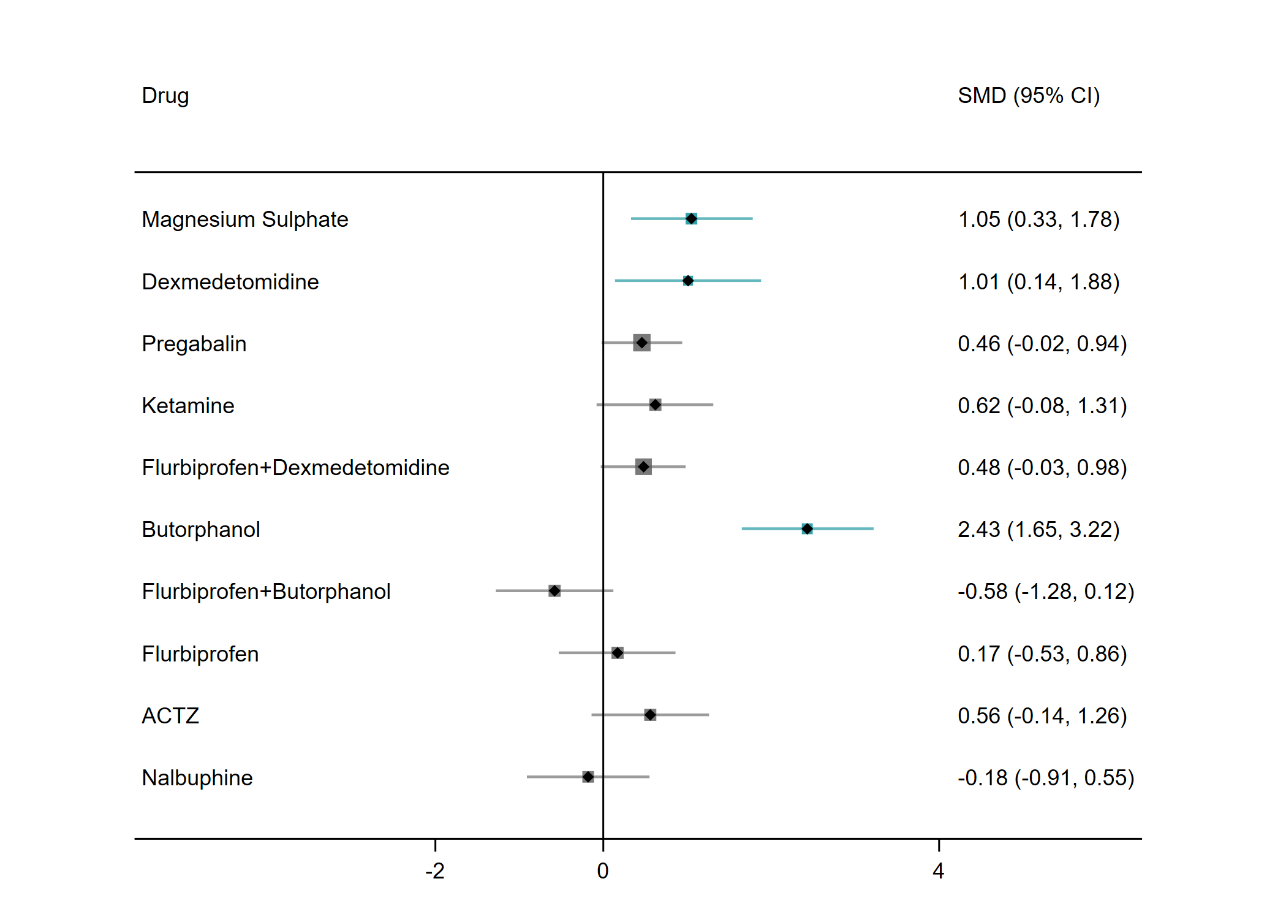 Drug SMD (95% CI)
Magnesium Sulphate 1.05 (0.33, 1.78)
Dexmedetomidine 1.01 (0.14, 1.88)
Pregabalin 0.46 (-0.02, 0.94)
Ketamine 0.62 (-0.08, 1.31)
Flurbiprofen+Dexmedetomidine 0.48 (-0.03, 0.98)
Butorphanol 2.43 (1.65, 3.22)
Flurbiprofen+Butorphanol -0.58 (-1.28, 0.12)
Flurbiprofen 0.17 (-0.53, 0.86)
ACTZ 0.56 (-0.14, 1.26)
Nalbuphine -0.18 (-0.91, 0.55)
-2 0 4